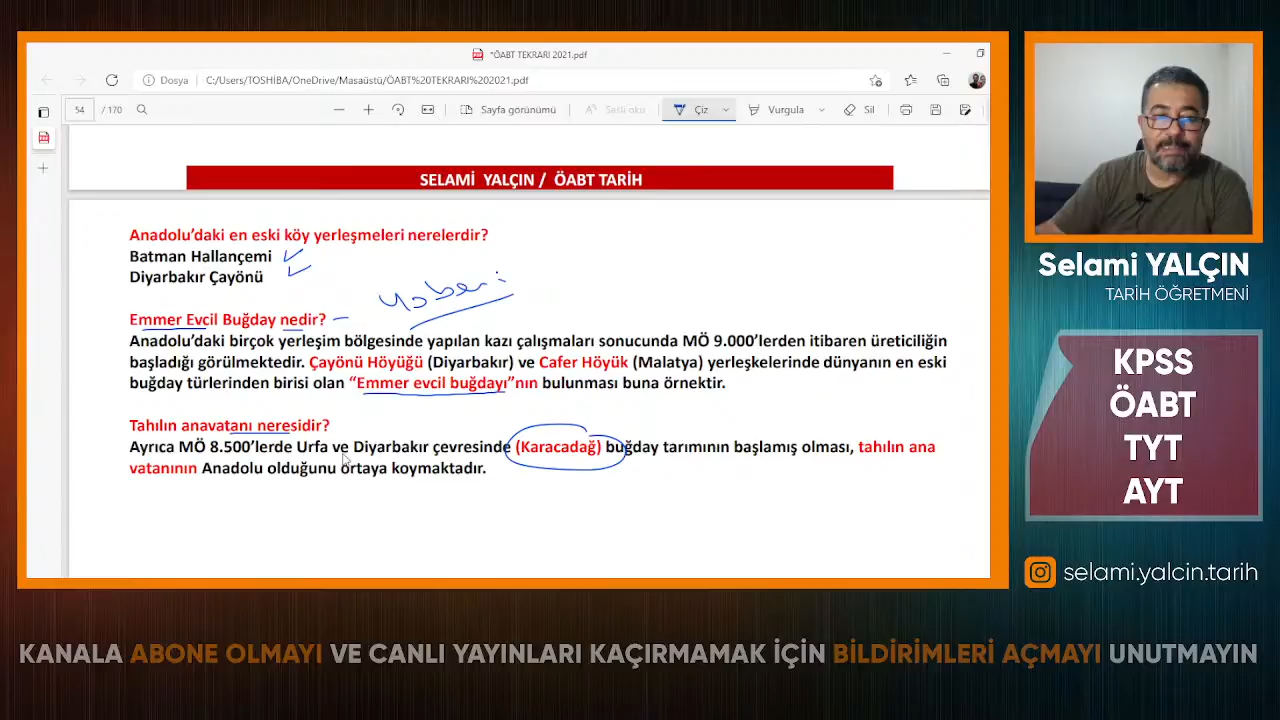 *ÖABT TEKRARI 2021.pdf
Dosya C:/Users/TOSHİBA/OneDrive/Masaüstü/ÖABT%20TEKRARI%202021.pdf
54 / 170 Sayfa görünümü Sesli oku Çiz Vurgula Sil
SELAMİ YALÇIN / ÖABT TARİH
Anadolu'daki en eski köy yerleşmeleri nerelerdir?
Batman Hallançemi
Diyarbakır Çayönü
Emmer Evcil Buğday nedir?
Anadolu'daki birçok yerleşim bölgesinde yapılan kazı çalışmaları sonucunda MÖ 9.000'lerden itibaren üreticiliğin
başladığı görülmektedir. Çayönü Höyüğü (Diyarbakır) ve Cafer Höyük (Malatya) yerleşkelerinde dünyanın en eski
buğday türlerinden birisi olan "Emmer evcil buğdayı"nın bulunması buna örnektir.
Tahılın anavatanı neresidir?
Ayrıca MÖ 8.500'lerde Urfa ve Diyarbakır çevresinde (Karacadağ) buğday tarımının başlamış olması, tahılın ana
vatanının Anadolu olduğunu ortaya koymaktadır.
Selami YALÇIN
TARİH ÖĞRETMENİ
KPSS
ÖABT
TYT
AYT
selami.yalcin.tarih
KANALA ABONE OLMAYI VE CANLI YAYINLARI KAÇIRMAMAK İÇİN BİLDİRİMLERİ AÇMAYI UNUTMAYIN